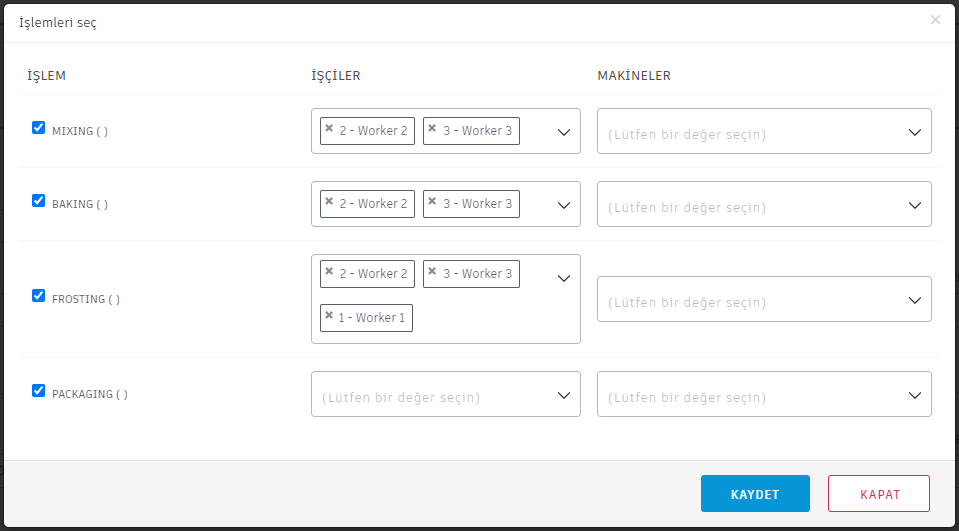 İşlemleri seç
×
İŞLEM İŞÇİLER MAKİNELER
MIXING ( ) × 2 - Worker 2 × 3 - Worker 3 (Lütfen bir değer seçin)
BAKING ( ) × 2 - Worker 2 × 3 - Worker 3 (Lütfen bir değer seçin)
× 2 - Worker 2 × 3 - Worker 3
FROSTING ( ) (Lütfen bir değer seçin)
× 1 - Worker 1
PACKAGING ( ) (Lütfen bir değer seçin) (Lütfen bir değer seçin)
KAYDET KAPAT